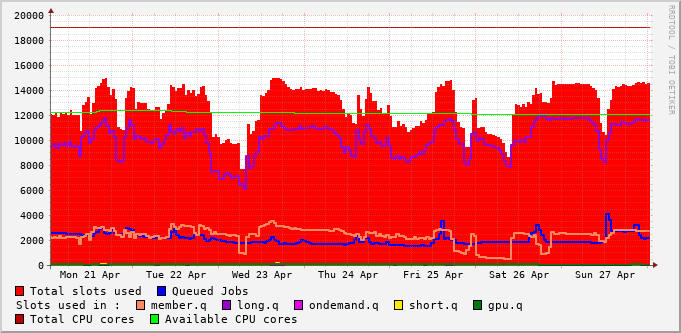 20000
18000
16000
14000
12000
10000
8000
6000
4000
2000
0
Mon 21 Apr Tue 22 Apr Wed 23 Apr Thu 24 Apr Fri 25 Apr Sat 26 Apr Sun 27 Apr
RRDTOOL / TOBI OETIKER
Total slots used Queued Jobs
Slots used in : member.q long.q ondemand.q short.q gpu.q
Total CPU cores Available CPU cores